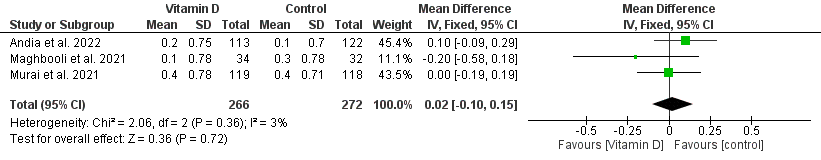 Vitamin D Control Mean Difference Mean Difference
Study or Subgroup Mean SD Total Mean SD Total Weight IV, Fixed, 95% CI IV, Fixed, 95% CI
Andia et al. 2022 0.2 0.75 113 0.1 0.7 122 45.4% 0.10 [-0.09, 0.29]
Maghbooli et al. 2021 0.1 0.78 34 0.3 0.78 32 11.1% -0.20 [-0.58, 0.18]
Murai et al. 2021 0.4 0.78 119 0.4 0.71 118 43.5% 0.00 [-0.19, 0.19]
Total (95% CI) 266 272 100.0% 0.02 [-0.10, 0.15]
Heterogeneity: Chi² = 2.06, df = 2 (P = 0.36); I² = 3%
Test for overall effect: Z = 0.36 (P = 0.72)
-0.5 -0.25 0 0.25 0.5
Favours [Vitamin D] Favours [control]